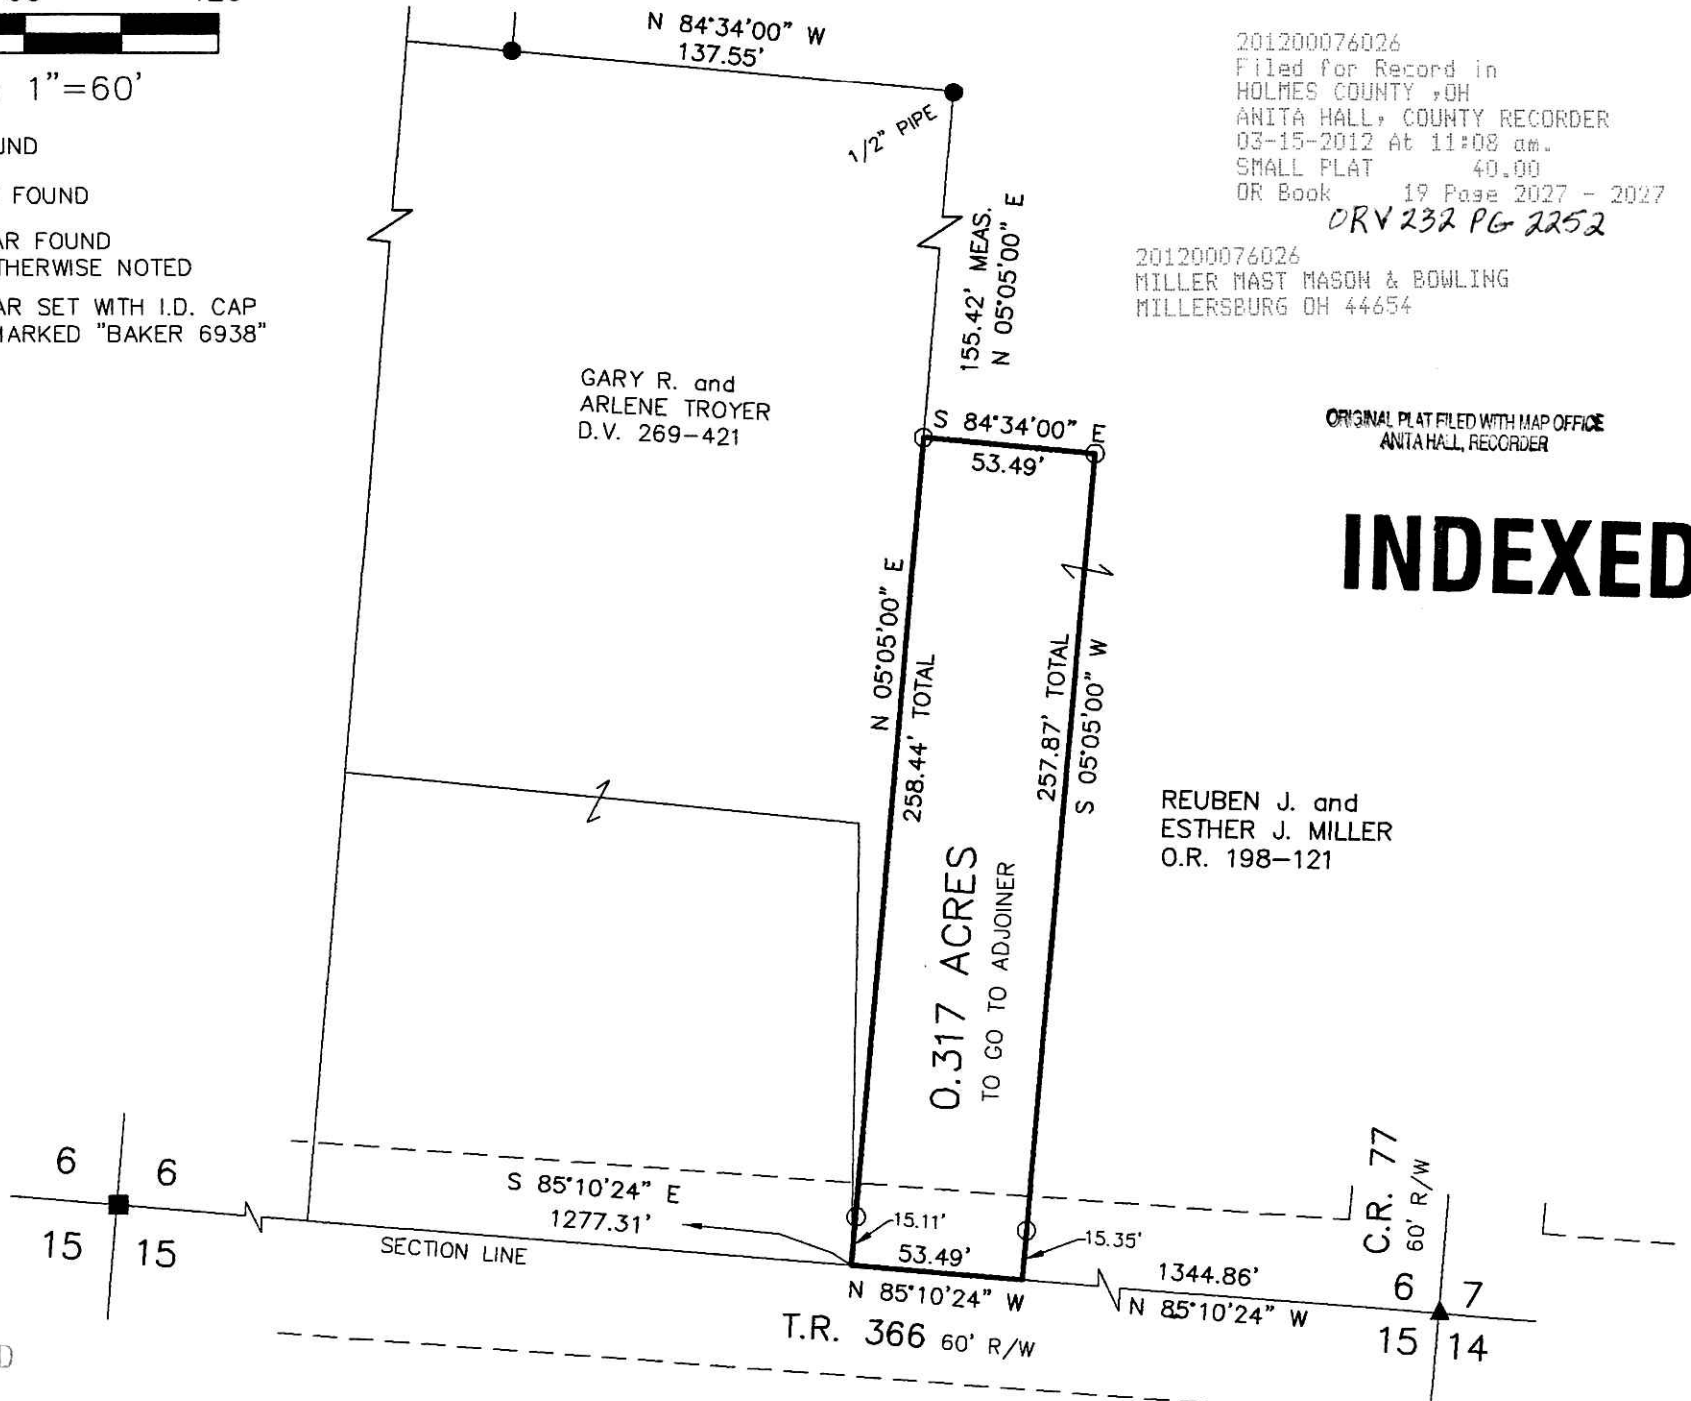 1"=60'
FOUND
AR FOUND
OTHERWISE NOTED
AR SET WITH I.D. CAP
MARKED "BAKER 6938"
N 84°34'00" W
137.55'
1/2" PIPE
155.42' MEAS.
N 05°05'00" E
201200076026
Filed for Record in
HOLMES COUNTY ,OH
ANITA HALL, COUNTY RECORDER
03-15-2012 At 11:08 am.
SMALL PLAT 40.00
OR Book 19 Page 2027 - 2027
ORV 232 PG 2252
201200076026
MILLER MAST MASON & BOWLING
MILLERSBURG OH 44654
ORIGINAL PLAT FILED WITH MAP OFFICE
ANITA HALL, RECORDER
INDEXED
GARY R. and
ARLENE TROYER
D.V. 269-421
S 84°34'00" E
53.49'
N 05°05'00" E
258.44' TOTAL
257.87' TOTAL
S 05°05'00" W
0.317 ACRES
TO GO TO ADJOINER
REUBEN J. and
ESTHER J. MILLER
O.R. 198-121
6 6
15 15
S 85°10'24" E
1277.31'
SECTION LINE
15.11'
53.49'
15.35'
N 85°10'24" W
T.R. 366 60' R/W
1344.86'
N 85°10'24" W
C.R. 77
60' R/W
6 7
15 14